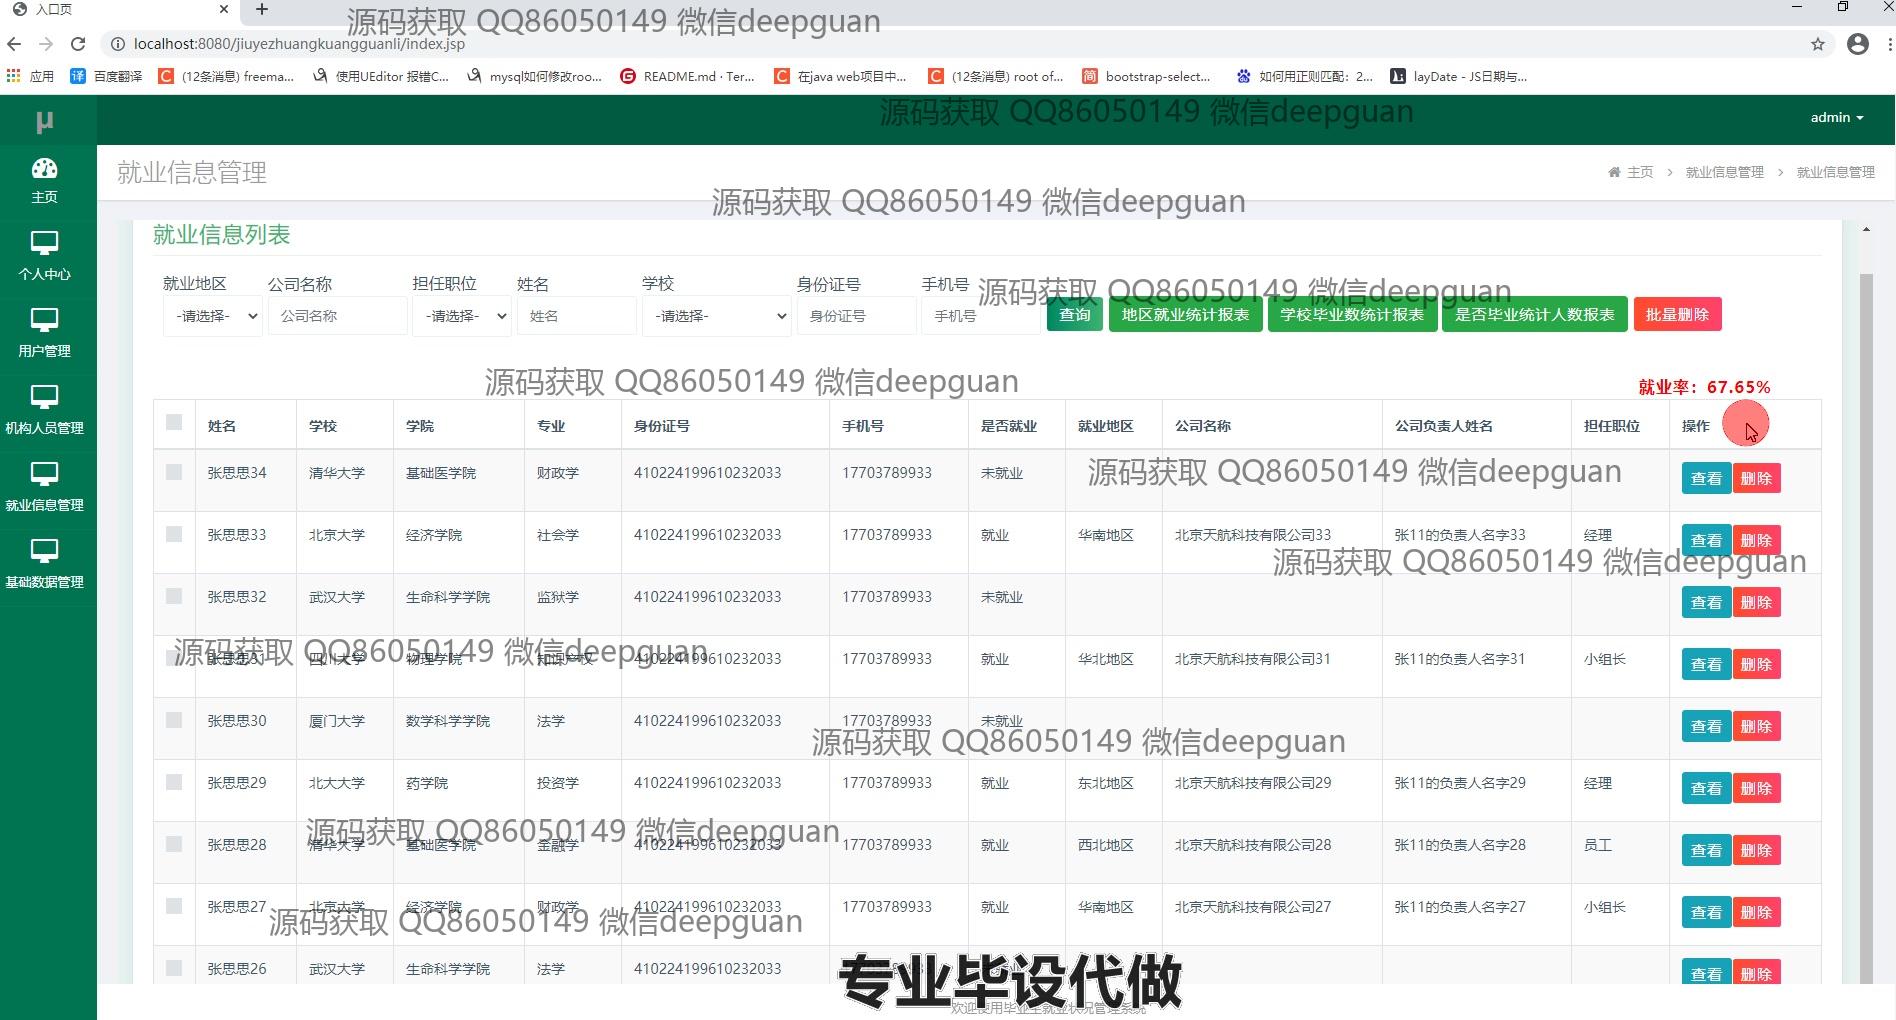 入口页
源码获取 QQ86050149 微信deepguan
localhost:8080/jiuyezhuangkuangguanli/index.jsp
应用 百度翻译 (12条消息) freema... 使用UEditor 报错C... mysql如何修改roo... README.md · Ter... 在java web项目中... (12条消息) root of... bootstrap-select... 如何用正则匹配：2... layDate - JS日期与...
源码获取 QQ86050149 微信deepguan
μ
admin
主页
个人中心
用户管理
机构人员管理
就业信息管理
基础数据管理
就业信息管理
主页 > 就业信息管理 > 就业信息管理
源码获取 QQ86050149 微信deepguan
就业信息列表
就业地区 公司名称 担任职位 姓名 学校 身份证号 手机号
源码获取 QQ86050149 微信deepguan
-请选择- 公司名称 -请选择- 姓名 -请选择- 身份证号 手机号 查询 地区就业统计报表 学校毕业数统计报表 是否毕业统计人数报表 批量删除
源码获取 QQ86050149 微信deepguan
就业率：67.65%
姓名 学校 学院 专业 身份证号 手机号 是否就业 就业地区 公司名称 公司负责人姓名 担任职位 操作
张思思34 清华大学 基础医学院 财政学 410224199610232033 17703789933 未就业 查看 删除
源码获取 QQ86050149 微信deepguan
张思思33 北京大学 经济学院 社会学 410224199610232033 17703789933 就业 华南地区 北京天航科技有限公司33 张11的负责人名字33 经理 查看 删除
源码获取 QQ86050149 微信deepguan
张思思32 武汉大学 生命科学学院 监狱学 410224199610232033 17703789933 未就业 查看 删除
源码获取 QQ86050149 微信deepguan
张思思31 四川大学 物理学院 知识产权 410224199610232033 17703789933 就业 华北地区 北京天航科技有限公司31 张11的负责人名字31 小组长 查看 删除
张思思30 厦门大学 数学科学学院 法学 410224199610232033 17703789933 未就业 查看 删除
源码获取 QQ86050149 微信deepguan
张思思29 北大大学 药学院 投资学 410224199610232033 17703789933 就业 东北地区 北京天航科技有限公司29 张11的负责人名字29 经理 查看 删除
源码获取 QQ86050149 微信deepguan
张思思28 清华大学 基础医学院 金融学 410224199610232033 17703789933 就业 西北地区 北京天航科技有限公司28 张11的负责人名字28 员工 查看 删除
张思思27 北京大学 经济学院 财政学 410224199610232033 17703789933 就业 华南地区 北京天航科技有限公司27 张11的负责人名字27 小组长 查看 删除
源码获取 QQ86050149 微信deepguan
张思思26 武汉大学 生命科学学院 法学 410224199610232033 查看 删除
专业毕设代做
欢迎使用毕业生就业状况管理系统